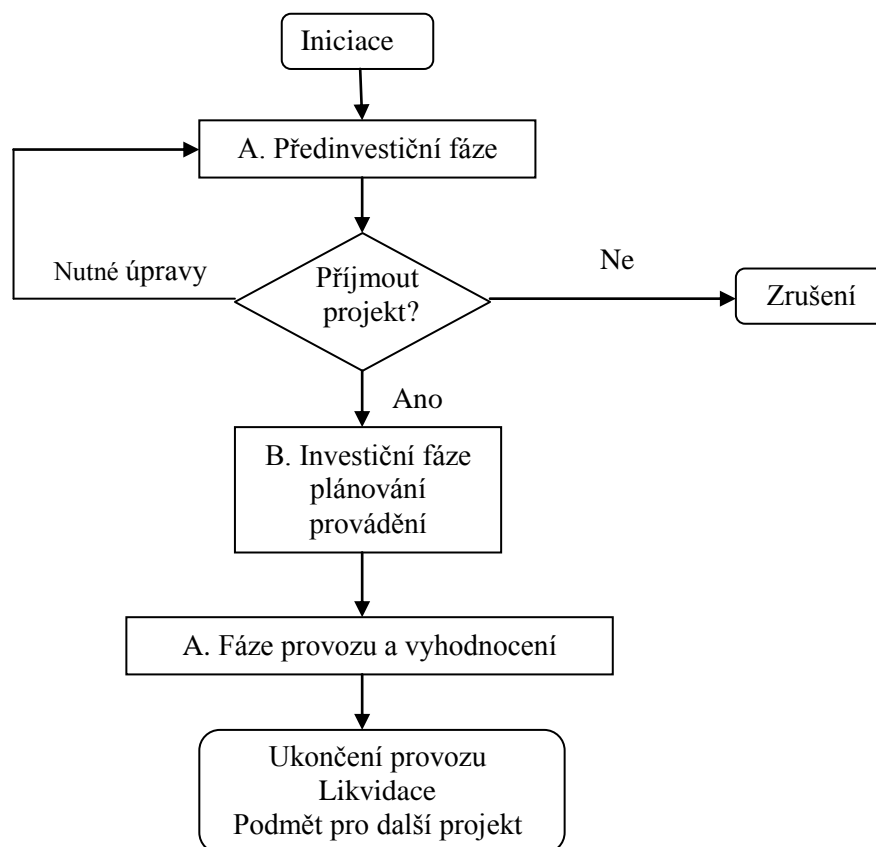 Iniciace
A. Předinvestiční fáze
Nutné úpravy
Příjmout
projekt?
Ne
Zrušení
Ano
B. Investiční fáze
plánování
provádění
A. Fáze provozu a vyhodnocení
Ukončení provozu
Likvidace
Podmět pro další projekt